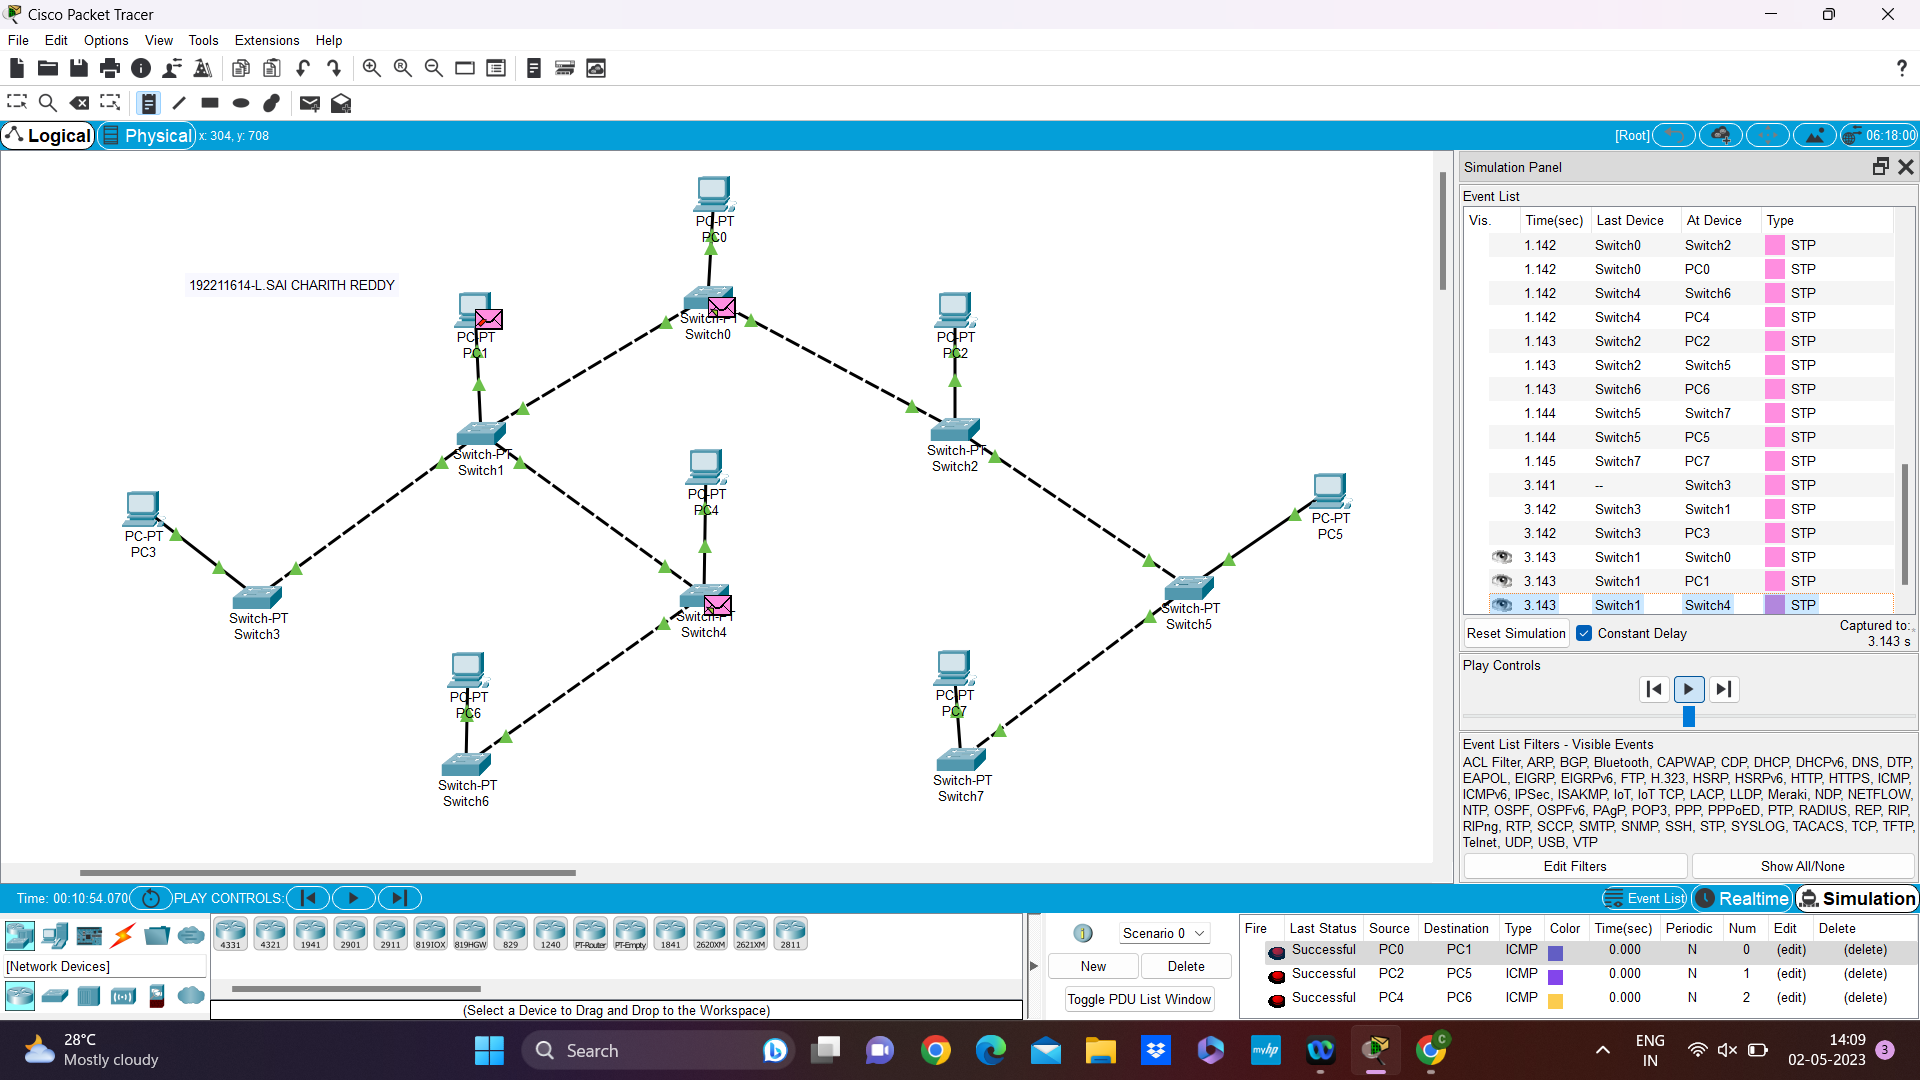 Cisco Packet Tracer
File Edit Options View Tools Extensions Help
Logical Physical x: 304, y: 708 [Root] 06:18:00
192211614-L.SAI CHARITH REDDY
PC-PT
PC0
Switch-PT
Switch0
PC-PT
PC1
PC-PT
PC2
Switch-PT
Switch1
Switch-PT
Switch2
PC-PT
PC3
PC-PT
PC4
PC-PT
PC5
Switch-PT
Switch3
Switch-PT
Switch4
Switch-PT
Switch5
PC-PT
PC6
PC-PT
PC7
Switch-PT
Switch6
Switch-PT
Switch7
Simulation Panel
Event List
Vis. Time(sec) Last Device At Device Type
1.142 Switch0 Switch2 STP
1.142 Switch0 PC0 STP
1.142 Switch4 Switch6 STP
1.142 Switch4 PC4 STP
1.143 Switch2 PC2 STP
1.143 Switch2 Switch5 STP
1.143 Switch6 PC6 STP
1.144 Switch5 Switch7 STP
1.144 Switch5 PC5 STP
1.145 Switch7 PC7 STP
3.141 -- Switch3 STP
3.142 Switch3 Switch1 STP
3.142 Switch3 PC3 STP
3.143 Switch1 Switch0 STP
3.143 Switch1 PC1 STP
3.143 Switch1 Switch4 STP
Reset Simulation Constant Delay Captured to:
3.143 s
Play Controls
Event List Filters - Visible Events
ACL Filter, ARP, BGP, Bluetooth, CAPWAP, CDP, DHCP, DHCPv6, DNS, DTP,
EAPOL, EIGRP, EIGRPv6, FTP, H.323, HSRP, HSRPv6, HTTP, HTTPS, ICMP,
ICMPv6, IPSec, ISAKMP, IoT, IoT TCP, LACP, LLDP, Meraki, NDP, NETFLOW,
NTP, OSPF, OSPFv6, PAgP, POP3, PPP, PPPoED, PTP, RADIUS, REP, RIP,
RIPng, RTP, SCCP, SMTP, SNMP, SSH, STP, SYSLOG, TACACS, TCP, TFTP,
Telnet, UDP, USB, VTP
Edit Filters Show All/None
Time: 00:10:54.070 PLAY CONTROLS: Event List Realtime Simulation
4331 4321 1941 2901 2911 819IOX 819HGW 829 1240 PT-Router PT-Empty 1841 2620XM 2621XM 2811
[Network Devices]
(Select a Device to Drag and Drop to the Workspace)
Scenario 0
New Delete
Toggle PDU List Window
Fire Last Status Source Destination Type Color Time(sec) Periodic Num Edit Delete
Successful PC0 PC1 ICMP 0.000 N 0 (edit) (delete)
Successful PC2 PC5 ICMP 0.000 N 1 (edit) (delete)
Successful PC4 PC6 ICMP 0.000 N 2 (edit) (delete)
28°C
Mostly cloudy
Search
myhp
C
ENG
IN
14:09
02-05-2023
3